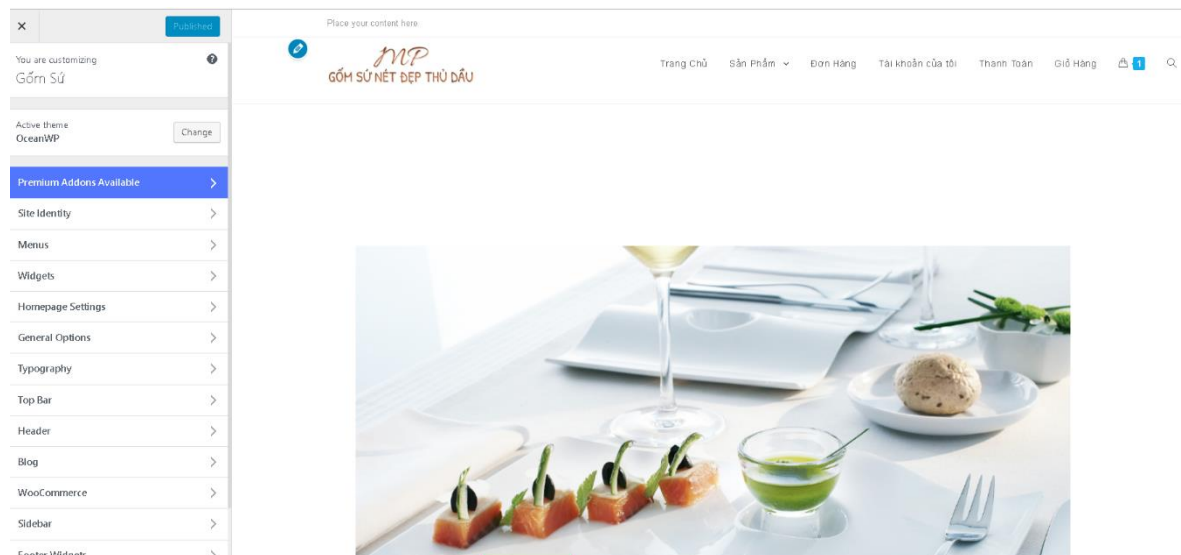 Published
You are customizing
Gốm Sứ
Active theme
OceanWP
Change
Premium Addons Available
Site Identity
Menus
Widgets
Homepage Settings
General Options
Typography
Top Bar
Header
Blog
WooCommerce
Sidebar
Footer Widgets
Place your content here
MP
GỐM SỨ NÉT ĐẸP THỦ DẦU
Trang Chủ Sản Phẩm Đơn Hàng Tài khoản của tôi Thanh Toán Giỏ Hàng 1